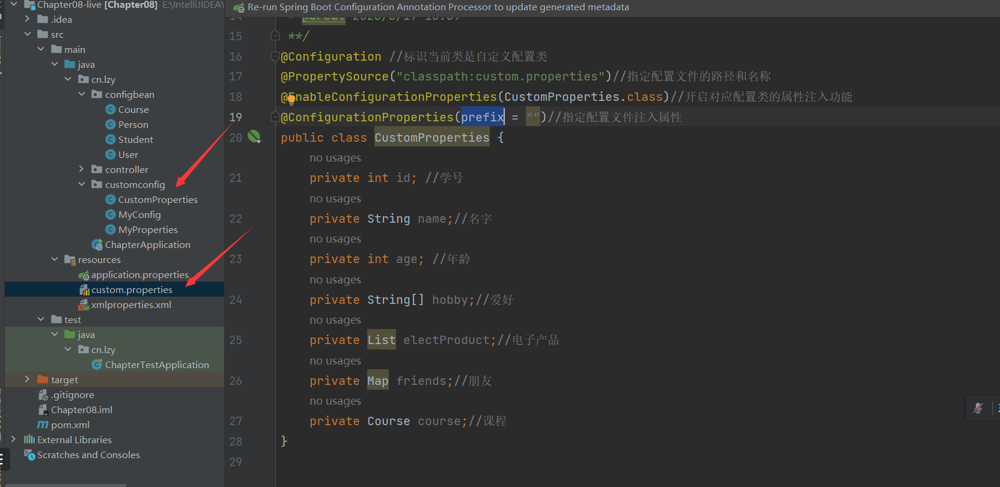 Chapter08-live [Chapter08] E:\IntelliJIDEA\
.idea
src
main
java
cn.lzy
configbean
Course
Person
Student
User
controller
customconfig
CustomProperties
MyConfig
MyProperties
ChapterApplication
resources
application.properties
custom.properties
xmlproperties.xml
test
java
cn.lzy
ChapterTestApplication
target
.gitignore
Chapter08.iml
pom.xml
External Libraries
Scratches and Consoles
Re-run Spring Boot Configuration Annotation Processor to update generated metadata
15 **/
16 @Configuration //标识当前类是自定义配置类
17 @PropertySource("classpath:custom.properties")//指定配置文件的路径和名称
18 @EnableConfigurationProperties(CustomProperties.class)//开启对应配置类的属性注入功能
19 @ConfigurationProperties(prefix = "")//指定配置文件注入属性
20 public class CustomProperties {
no usages
21 private int id; //学号
no usages
22 private String name;//名字
no usages
23 private int age; //年龄
no usages
24 private String[] hobby;//爱好
no usages
25 private List electProduct;//电子产品
no usages
26 private Map friends;//朋友
no usages
27 private Course course;//课程
28 }
29